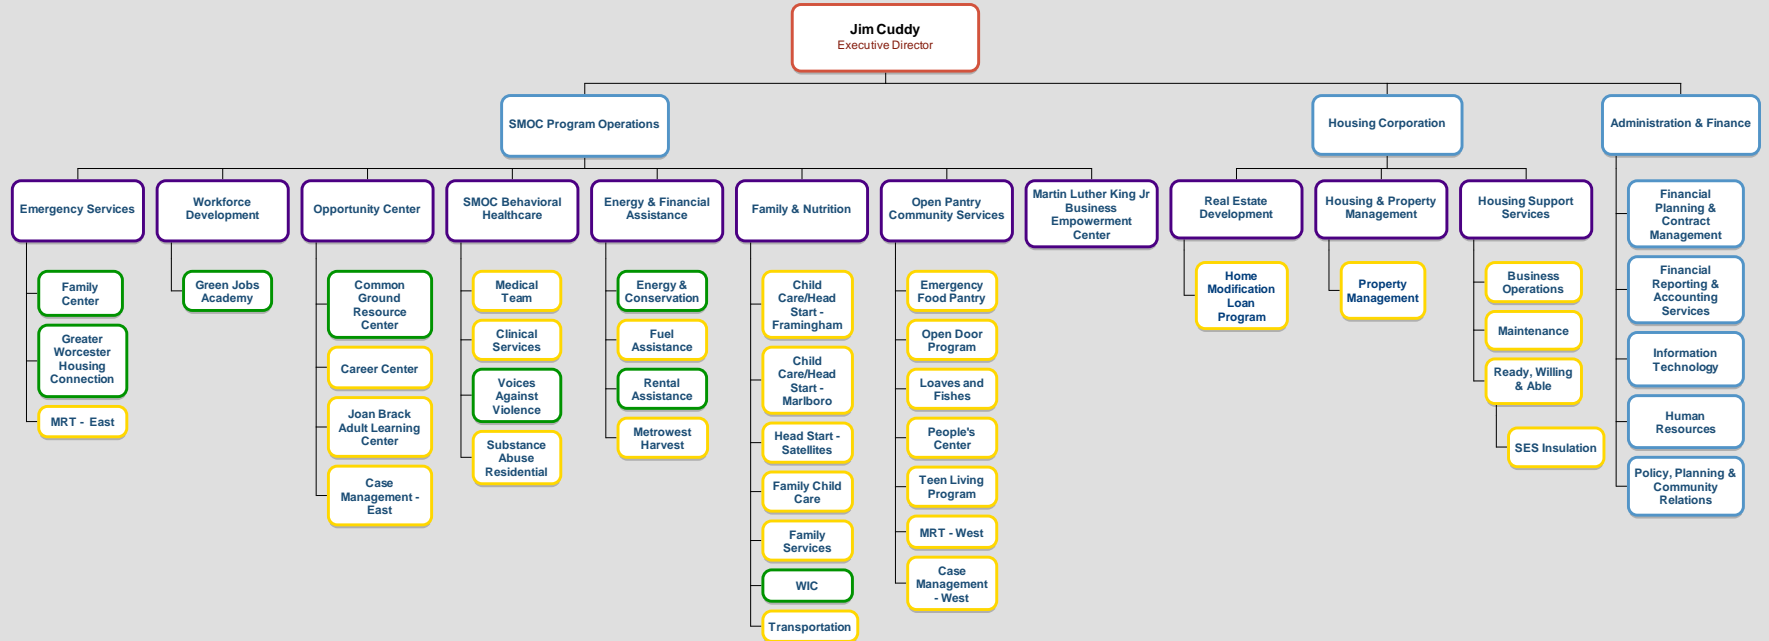 Jim Cuddy
Executive Director
SMOC Program Operations
Housing Corporation
Administration & Finance
Emergency Services
Workforce
Development
Opportunity Center
SMOC Behavioral
Healthcare
Energy & Financial
Assistance
Family & Nutrition
Open Pantry
Community Services
Martin Luther King Jr
Business
Empowerment
Center
Real Estate
Development
Housing & Property
Management
Housing Support
Services
Family
Center
Greater
Worcester
Housing
Connection
MRT - East
Green Jobs
Academy
Common
Ground
Resource
Center
Career Center
Joan Brack
Adult Learning
Center
Case
Management -
East
Medical
Team
Clinical
Services
Voices
Against
Violence
Substance
Abuse
Residential
Energy &
Conservation
Fuel
Assistance
Rental
Assistance
Metrowest
Harvest
Child
Care/Head
Start -
Framingham
Child
Care/Head
Start -
Marlboro
Head Start -
Satellites
Family Child
Care
Family
Services
WIC
Transportation
Emergency
Food Pantry
Open Door
Program
Loaves and
Fishes
People's
Center
Teen Living
Program
MRT - West
Case
Management
- West
Home
Modification
Loan
Program
Property
Management
Business
Operations
Maintenance
Ready, Willing
& Able
SES Insulation
Financial
Planning &
Contract
Management
Financial
Reporting &
Accounting
Services
Information
Technology
Human
Resources
Policy, Planning &
Community
Relations